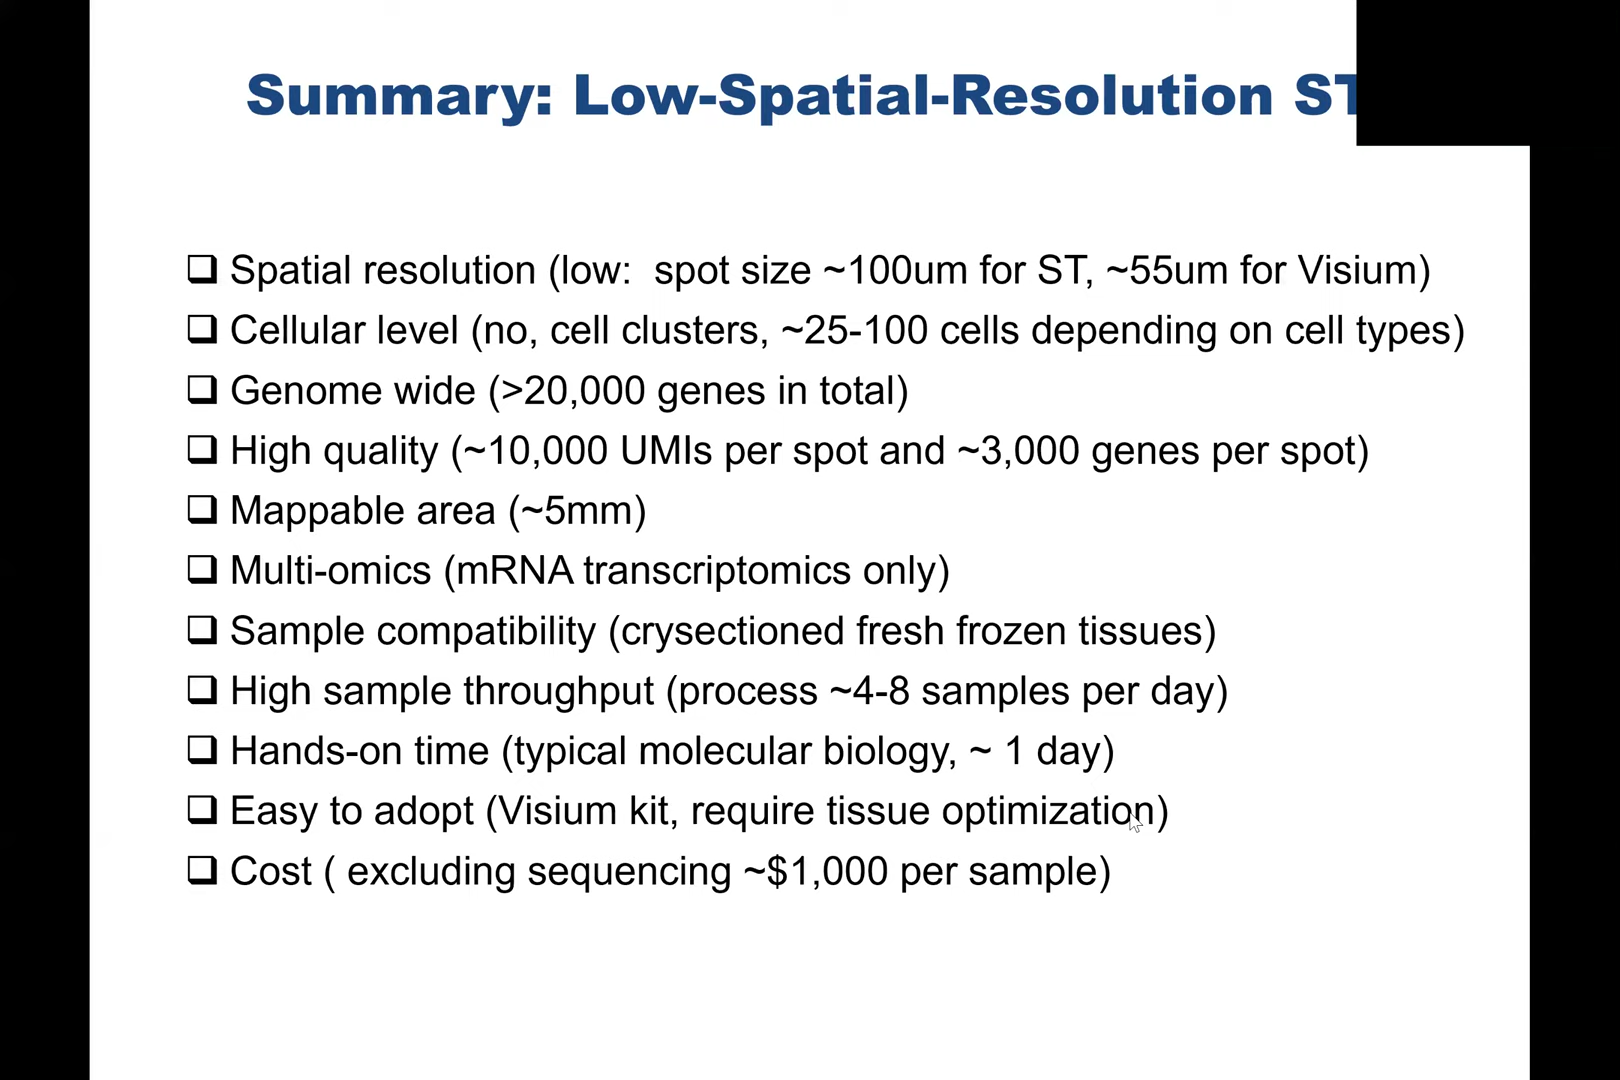 Summary: Low-Spatial-Resolution ST
Spatial resolution (low:  spot size ~100um for ST, ~55um for Visium)
Cellular level (no, cell clusters, ~25-100 cells depending on cell types)
Genome wide (>20,000 genes in total)
High quality (~10,000 UMIs per spot and ~3,000 genes per spot)
Mappable area (~5mm)
Multi-omics (mRNA transcriptomics only)
Sample compatibility (crysectioned fresh frozen tissues)
High sample throughput (process ~4-8 samples per day)
Hands-on time (typical molecular biology, ~ 1 day)
Easy to adopt (Visium kit, require tissue optimization)
Cost ( excluding sequencing ~$1,000 per sample)